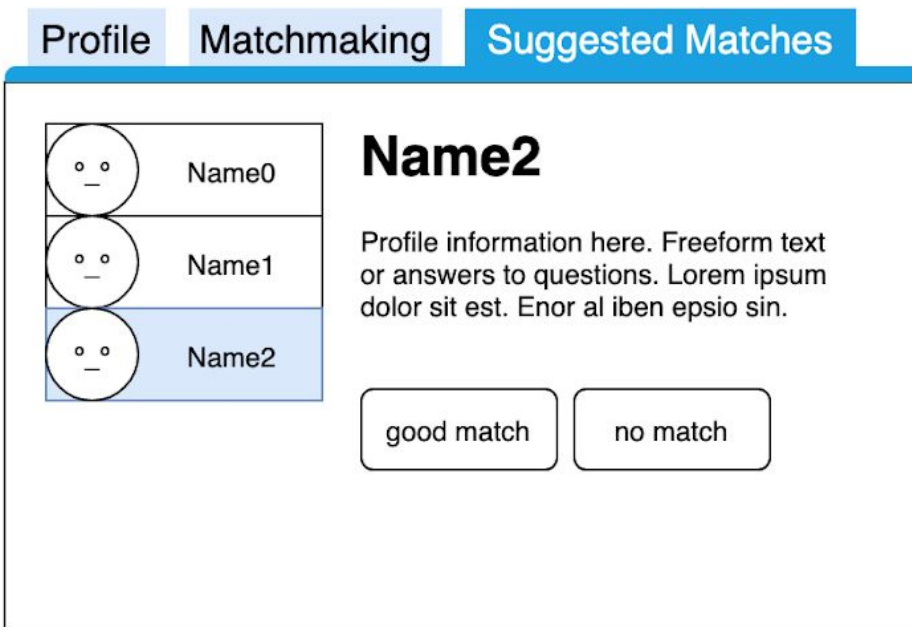 Profile Matchmaking Suggested Matches
Name0
Name1
Name2
Name2
Profile information here. Freeform text
or answers to questions. Lorem ipsum
dolor sit est. Enor al iben epsio sin.
good match no match